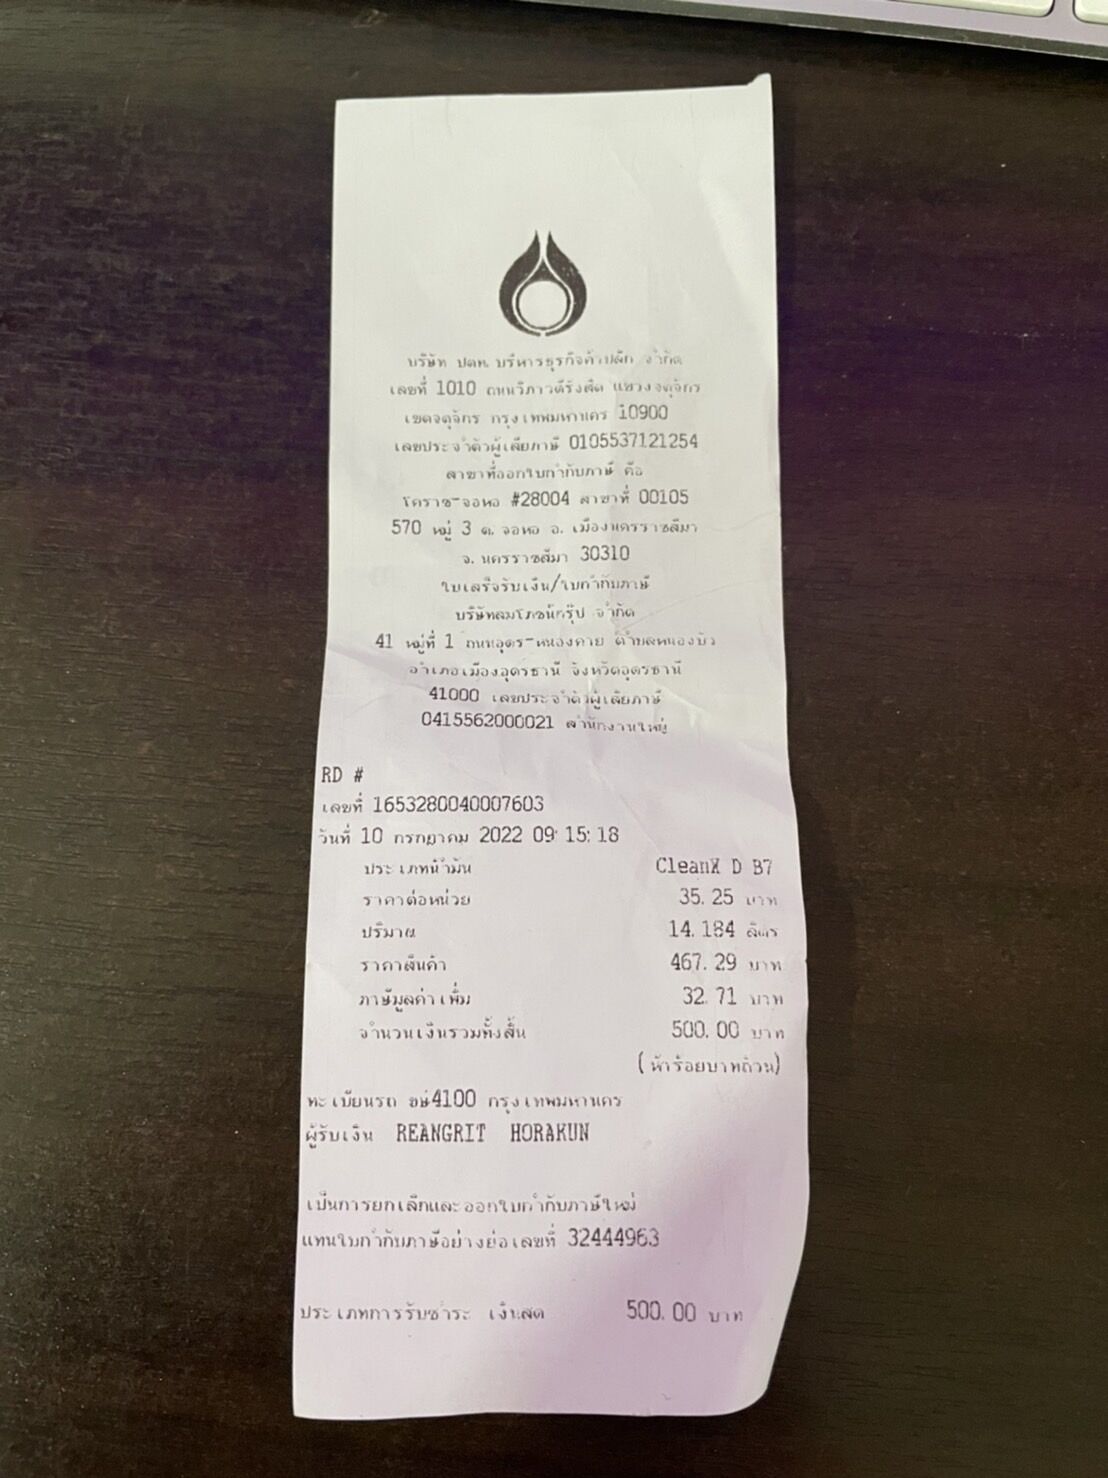 บริษัท ปตท. บริหารธุรกิจค้าปลีก จำกัด
เลขที่ 1010 ถนนวิภาวดีรังสิต แขวงจตุจักร
เขตจตุจักร กรุงเทพมหานคร 10900
เลขประจำตัวผู้เสียภาษี 0105537121254
สาขาที่ออกใบกำกับภาษี คือ
โคราช-จอหอ #28004 สาขาที่ 00105
570 หมู่ 3 ต. จอหอ อ. เมืองนครราชสีมา
จ. นครราชสีมา 30310
ใบเสร็จรับเงิน/ใบกำกับภาษี
บริษัทสมโภชน์กรุ๊ป จำกัด
41 หมู่ที่ 1 ถนนอุดร-หนองคาย ตำบลหนองบัว
อำเภอเมืองอุดรธานี จังหวัดอุดรธานี
41000 เลขประจำตัวผู้เสียภาษี
0415562000021 สำนักงานใหญ่
RD #
เลขที่ 1653280040007603
วันที่ 10 กรกฎาคม 2022 09:15:18
ประเภทน้ำมัน CleanX D B7
ราคาต่อหน่วย 35.25 บาท
ปริมาณ 14.184 ลิตร
ราคาสินค้า 467.29 บาท
ภาษีมูลค่าเพิ่ม 32.71 บาท
จำนวนเงินรวมทั้งสิ้น 500.00 บาท
(ห้าร้อยบาทถ้วน)
ทะเบียนรถ ขษ4100 กรุงเทพมหานคร
ผู้รับเงิน REANGRIT HORAKUN
เป็นการยกเลิกและออกใบกำกับภาษีใหม่
แทนใบกำกับภาษีอย่างย่อเลขที่ 32444963
ประเภทการรับชำระ เงินสด 500.00 บาท